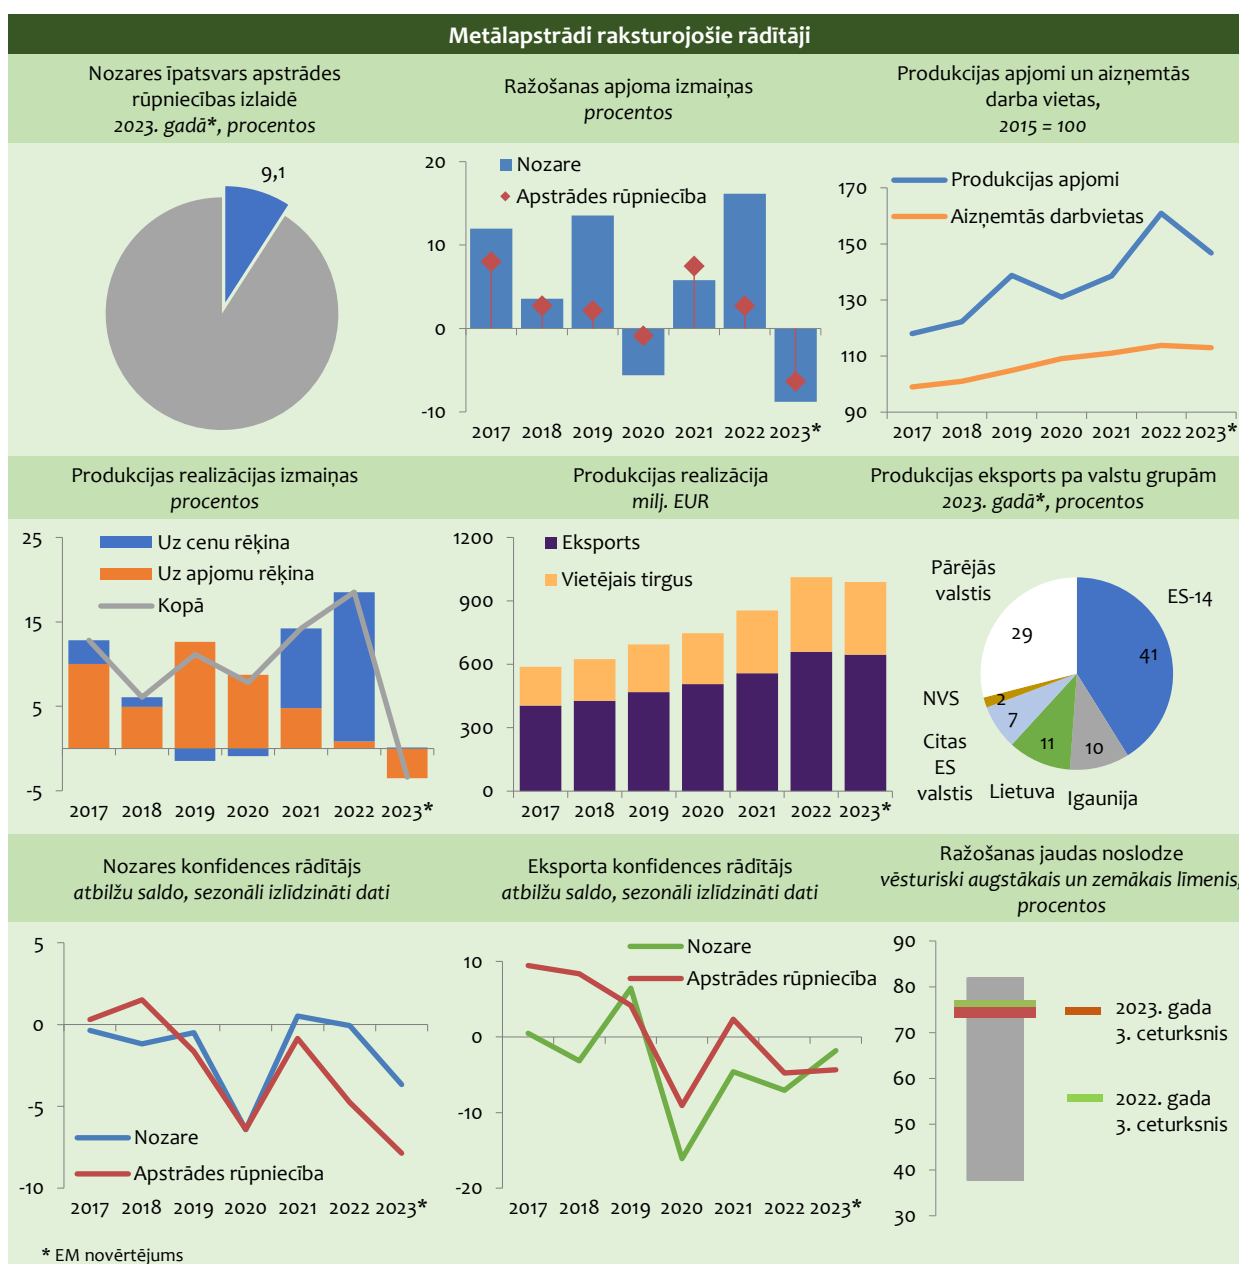 Metālapstrādi raksturojošie rādītāji
Nozares īpatsvars apstrādes
rūpniecības izlaidē
2023. gadā*, procentos
9,1
Ražošanas apjoma izmaiņas
procentos
20
10
0
-10
Nozare
Apstrādes rūpniecība
2017 2018 2019 2020 2021 2022 2023*
Produkcijas apjomi un aizņemtās
darba vietas,
2015 = 100
170
150
130
110
90
Produkcijas apjomi
Aizņemtās darbvietas
2017 2018 2019 2020 2021 2022 2023*
Produkcijas realizācijas izmaiņas
procentos
25
15
5
-5
Uz cenu rēķina
Uz apjomu rēķina
Kopā
2017 2018 2019 2020 2021 2022 2023*
Produkcijas realizācija
milj. EUR
1200
900
600
300
0
Eksports
Vietējais tirgus
2017 2018 2019 2020 2021 2022 2023*
Produkcijas eksports pa valstu grupām
2023. gadā*, procentos
Pārējās
valstis
29
ES-14
41
NVS
2
7
Citas
ES
valstis
11
Lietuva
10
Igaunija
Nozares konfidences rādītājs
atbilžu saldo, sezonāli izlīdzināti dati
5
0
-5
-10
Nozare
Apstrādes rūpniecība
2017 2018 2019 2020 2021 2022 2023*
Eksporta konfidences rādītājs
atbilžu saldo, sezonāli izlīdzināti dati
10
0
-10
-20
Nozare
Apstrādes rūpniecība
2017 2018 2019 2020 2021 2022 2023*
Ražošanas jaudas noslodze
vēsturiski augstākais un zemākais līmenis,
procentos
90
80
70
60
50
40
30
2023. gada
3. ceturksnis
2022. gada
3. ceturksnis
* EM novērtējums